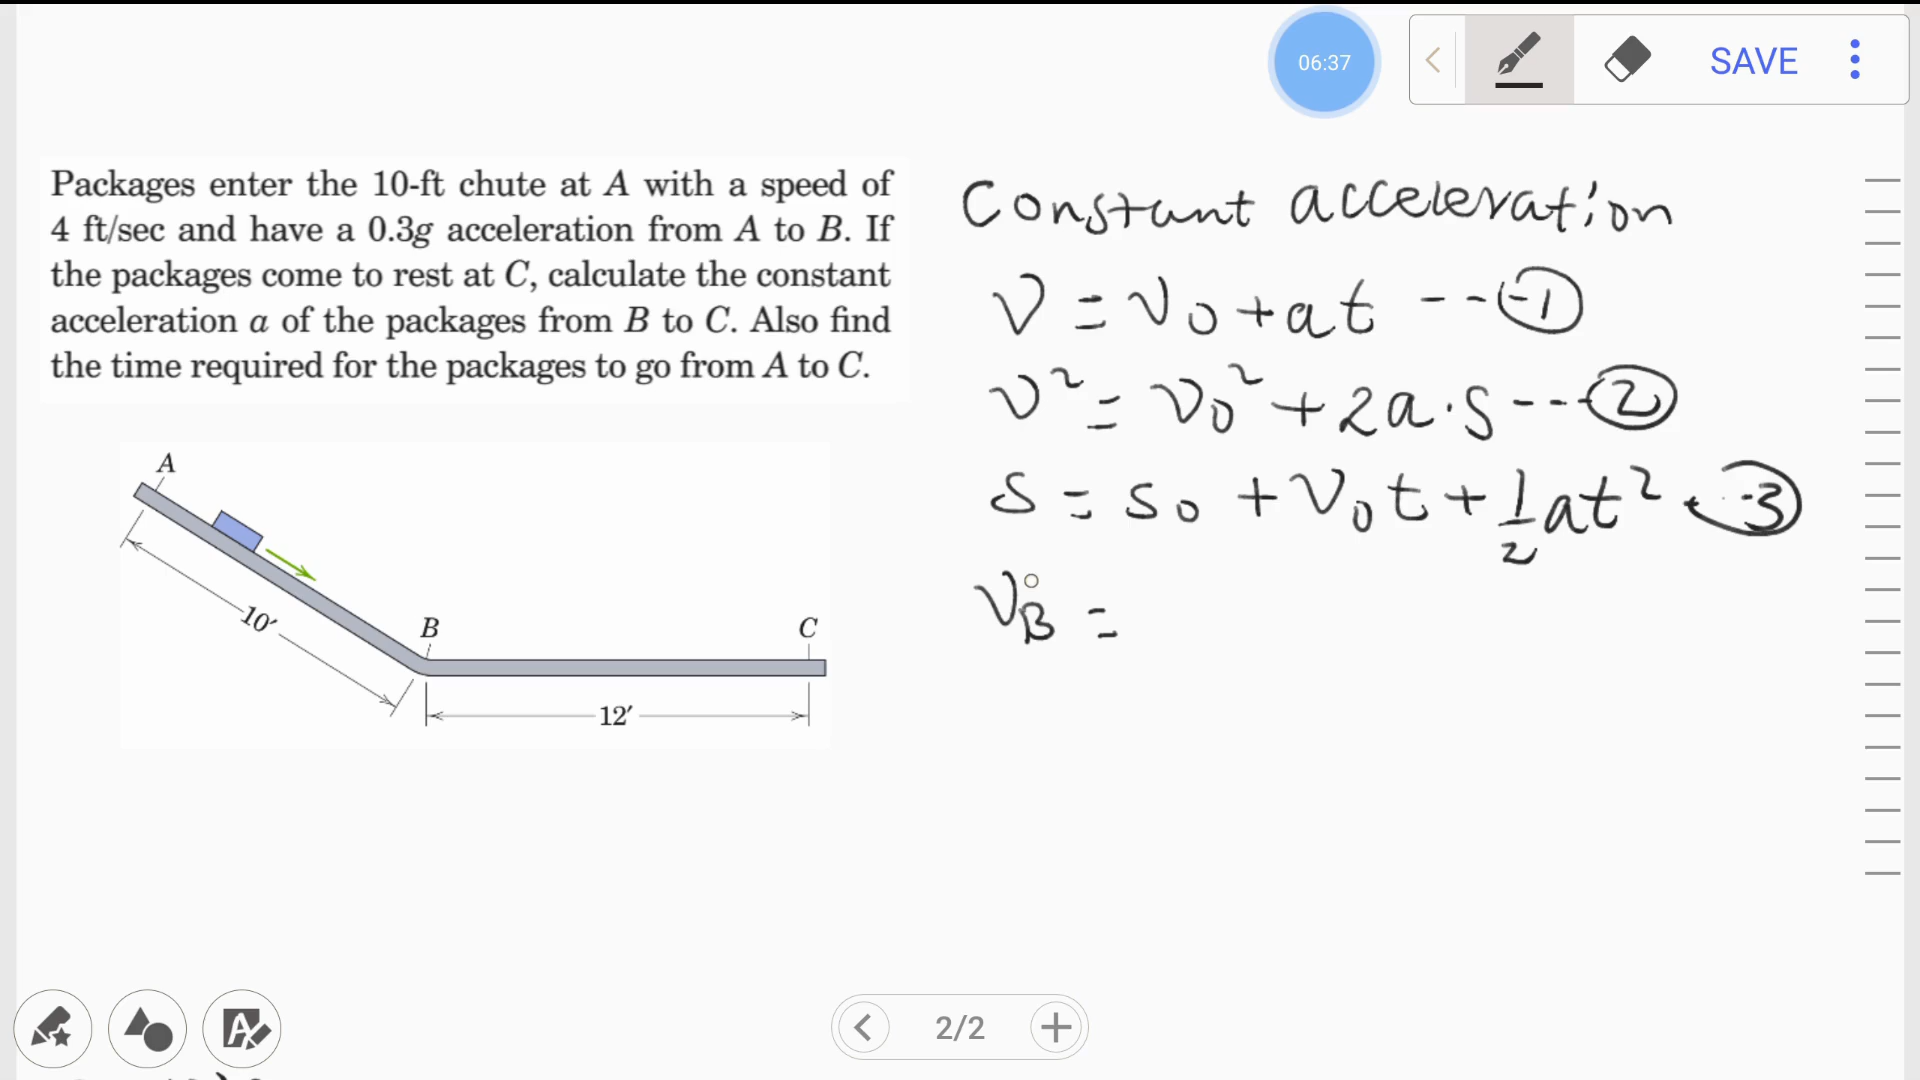 06:37
SAVE
Packages enter the 10-ft chute at A with a speed of
4 ft/sec and have a 0.3g acceleration from A to B. If
the packages come to rest at C, calculate the constant
acceleration a of the packages from B to C. Also find
the time required for the packages to go from A to C.
A
10′
B
C
12′
Constant acceleration
V = V0 + at ---1
V² = V0² + 2a·S ---2
S = S0 + V0t + 1/2 at² --3
VB =
2/2